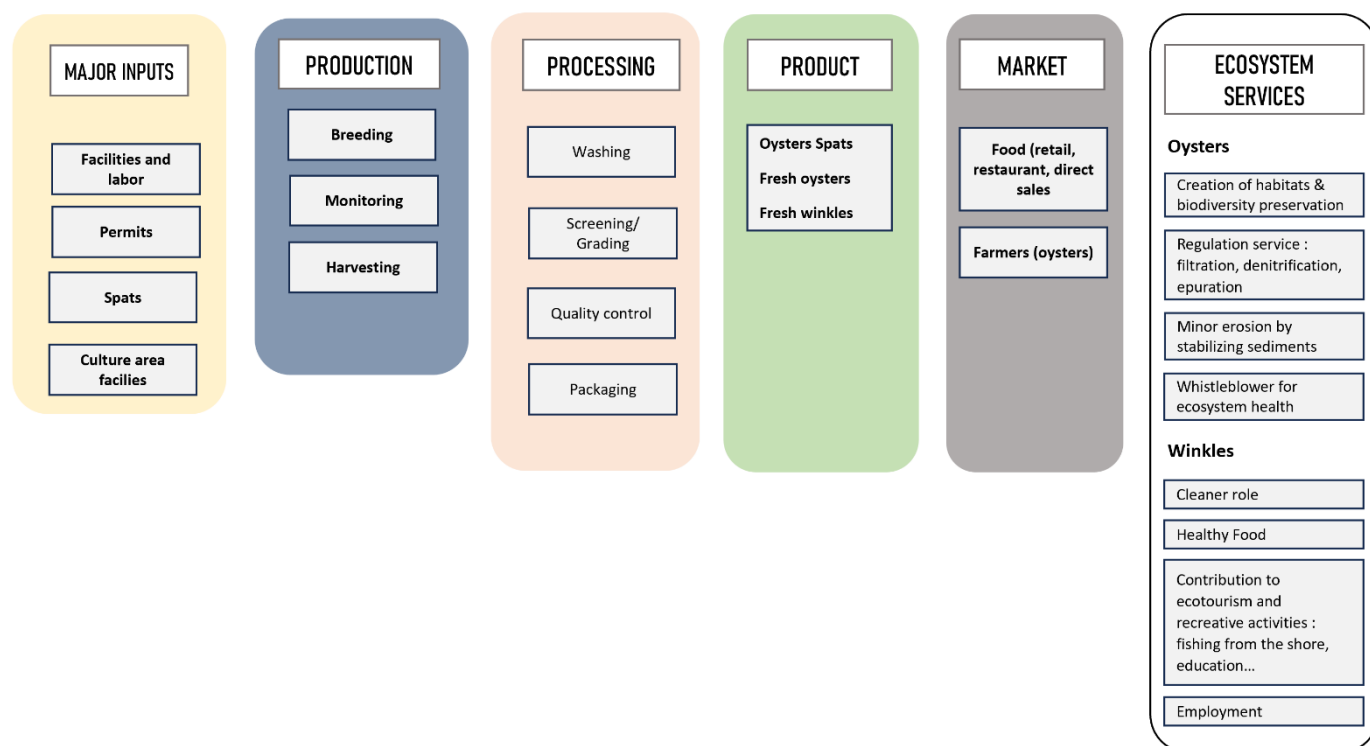 MAJOR INPUTS
Facilities and
labor
Permits
Spats
Culture area
facilies
PRODUCTION
Breeding
Monitoring
Harvesting
PROCESSING
Washing
Screening/
Grading
Quality control
Packaging
PRODUCT
Oysters Spats
Fresh oysters
Fresh winkles
MARKET
Food (retail,
restaurant, direct
sales
Farmers (oysters)
ECOSYSTEM
SERVICES
Oysters
Creation of habitats &
biodiversity preservation
Regulation service :
filtration, denitrification,
epuration
Minor erosion by
stabilizing sediments
Whistleblower for
ecosystem health
Winkles
Cleaner role
Healthy Food
Contribution to
ecotourism and
recreative activities :
fishing from the shore,
education...
Employment